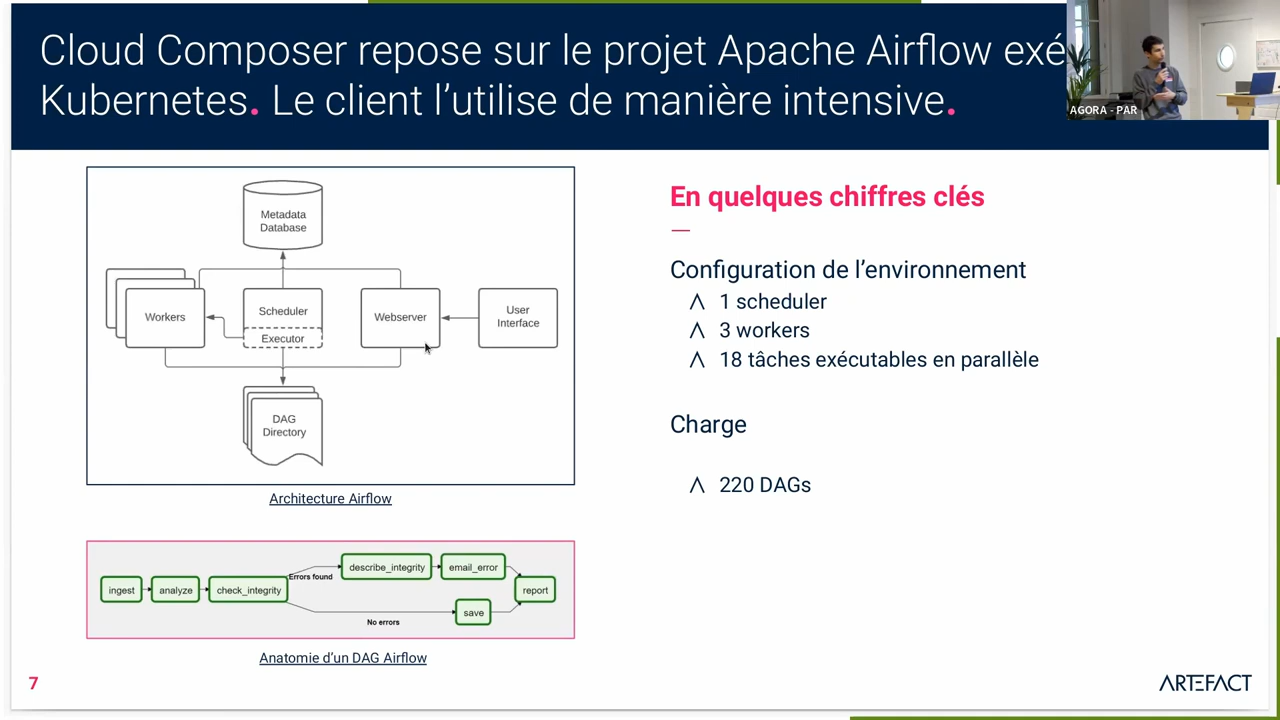 Cloud Composer repose sur le projet Apache Airflow exé
Kubernetes. Le client l'utilise de manière intensive.
AGORA - PAR
Metadata
Database
Workers
Scheduler
Executor
Webserver
User
Interface
DAG
Directory
Architecture Airflow
ingest
analyze
check_integrity
Errors found
describe_integrity
email_error
No errors
save
report
Anatomie d'un DAG Airflow
En quelques chiffres clés
Configuration de l'environnement
1 scheduler
3 workers
18 tâches exécutables en parallèle
Charge
220 DAGs
7
ARTEFACT